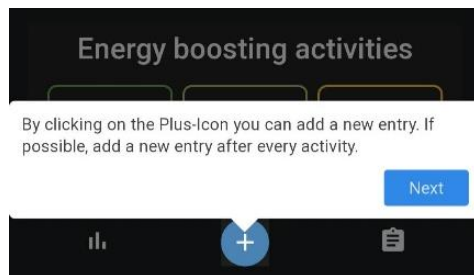 Energy boosting activities
By clicking on the Plus-Icon you can add a new entry. If
possible, add a new entry after every activity.
Next